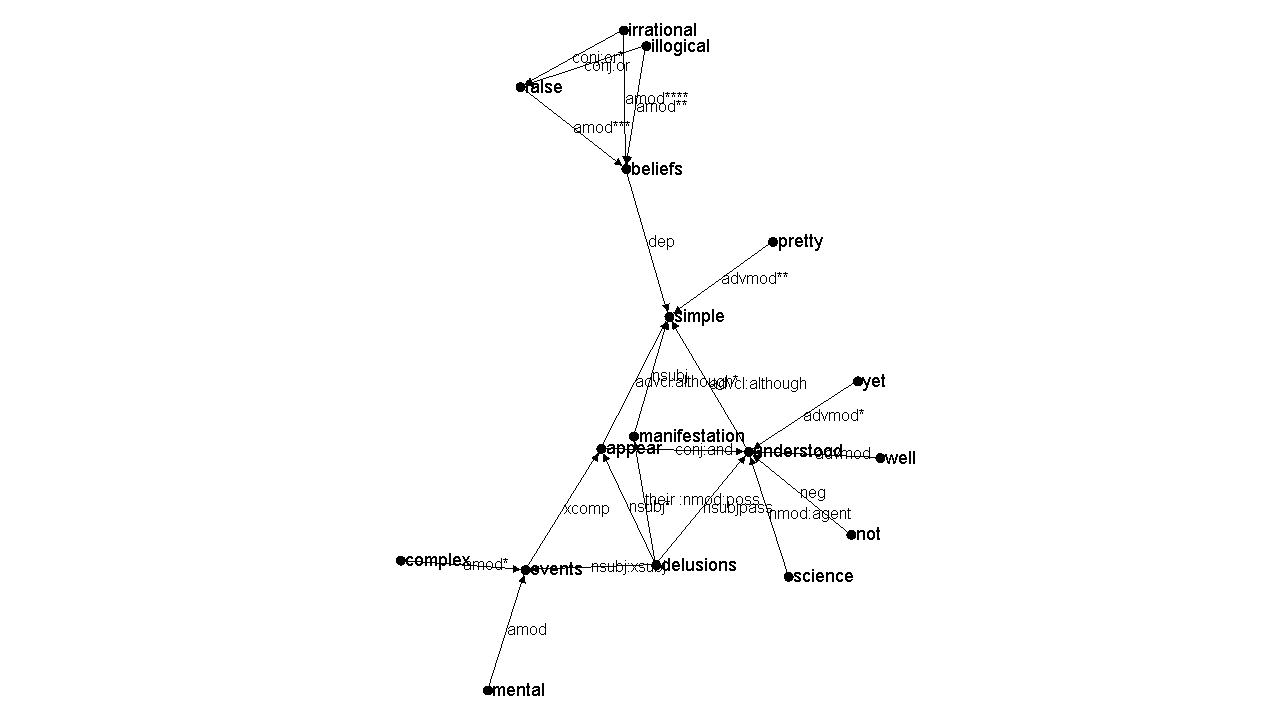 irrational
illogical
conj:or*
conj:or
false
amod****
amod**
amod***
beliefs
pretty
dep
advmod**
simple
nsubj
advcl:although*
advcl:although
yet
advmod*
manifestation
appear
conj:and
understood
advmod
well
neg
their :nmod:poss
nsubj*
nsubjpass
xcomp
nmod:agent
not
complex
amod*
events
nsubj:xsubj
delusions
science
amod
mental